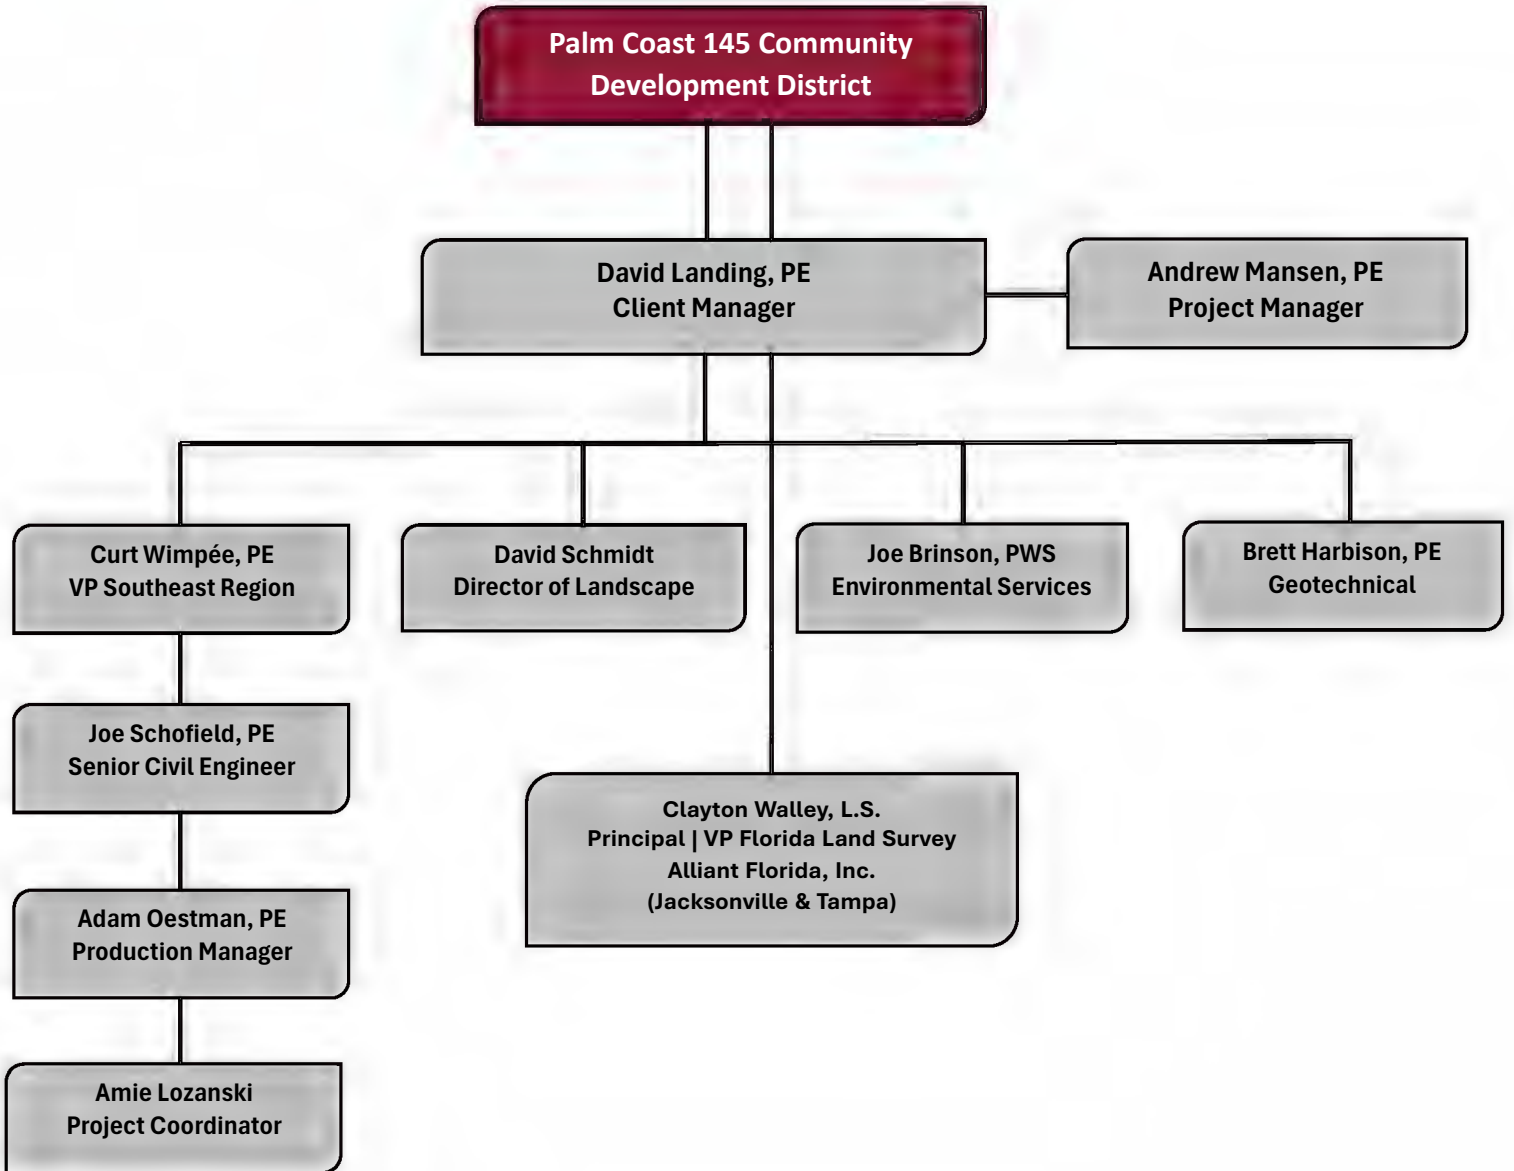 Palm Coast 145 Community
Development District
David Landing, PE
Client Manager
Andrew Mansen, PE
Project Manager
Curt Wimpée, PE
VP Southeast Region
David Schmidt
Director of Landscape
Joe Brinson, PWS
Environmental Services
Brett Harbison, PE
Geotechnical
Joe Schofield, PE
Senior Civil Engineer
Clayton Walley, L.S.
Principal | VP Florida Land Survey
Alliant Florida, Inc.
(Jacksonville & Tampa)
Adam Oestman, PE
Production Manager
Amie Lozanski
Project Coordinator